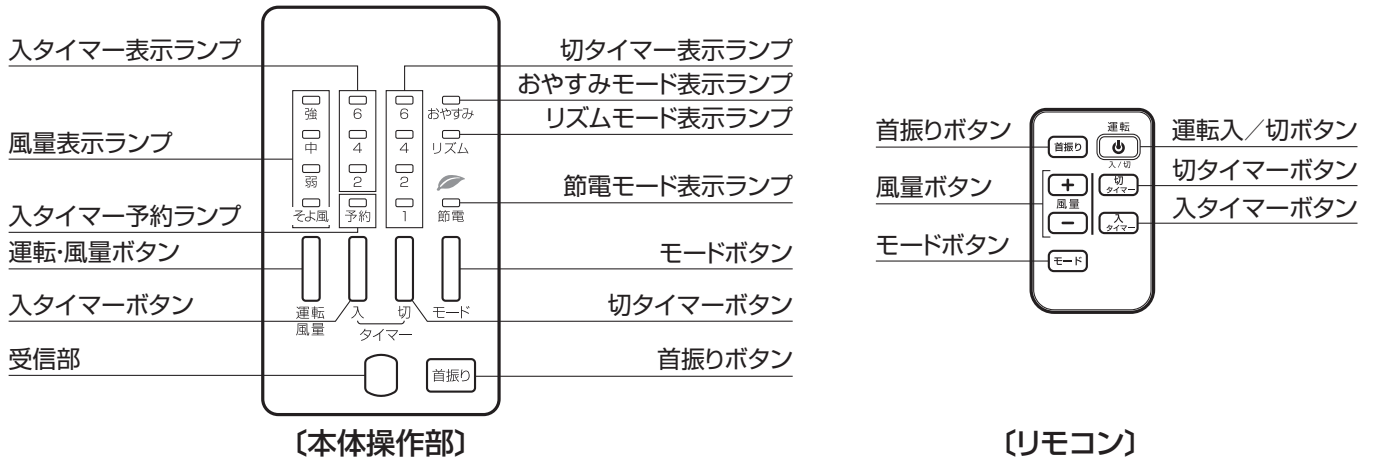 入タイマー表示ランプ
風量表示ランプ
入タイマー予約ランプ
運転・風量ボタン
入タイマーボタン
受信部
強
中
弱
そよ風
6
4
2
予約
6
4
2
1
おやすみ
リズム
節電
運転
風量
入
切
タイマー
モード
首振り
切タイマー表示ランプ
おやすみモード表示ランプ
リズムモード表示ランプ
節電モード表示ランプ
モードボタン
切タイマーボタン
首振りボタン
〔本体操作部〕
首振りボタン
風量ボタン
モードボタン
運転
首振り
入/切
+
風量
−
切
タイマー
入
タイマー
モード
運転入/切ボタン
切タイマーボタン
入タイマーボタン
〔リモコン〕